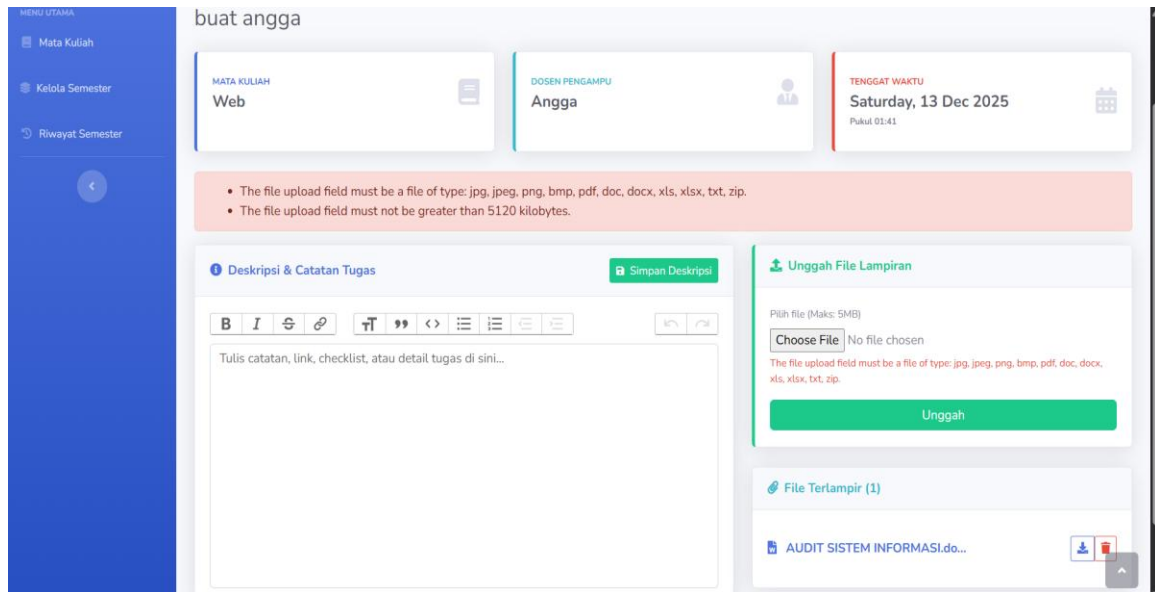 MENU UTAMA
Mata Kuliah
Kelola Semester
Riwayat Semester
buat angga
MATA KULIAH
Web
DOSEN PENGAMPU
Angga
TENGGAT WAKTU
Saturday, 13 Dec 2025
Pukul 01:41
The file upload field must be a file of type: jpg, jpeg, png, bmp, pdf, doc, docx, xls, xlsx, txt, zip.
The file upload field must not be greater than 5120 kilobytes.
Deskripsi & Catatan Tugas
Simpan Deskripsi
Tulis catatan, link, checklist, atau detail tugas di sini...
Unggah File Lampiran
Pilih file (Maks: 5MB)
Choose File No file chosen
The file upload field must be a file of type: jpg, jpeg, png, bmp, pdf, doc, docx,
xls, xlsx, txt, zip.
Unggah
File Terlampir (1)
AUDIT SISTEM INFORMASI.do...